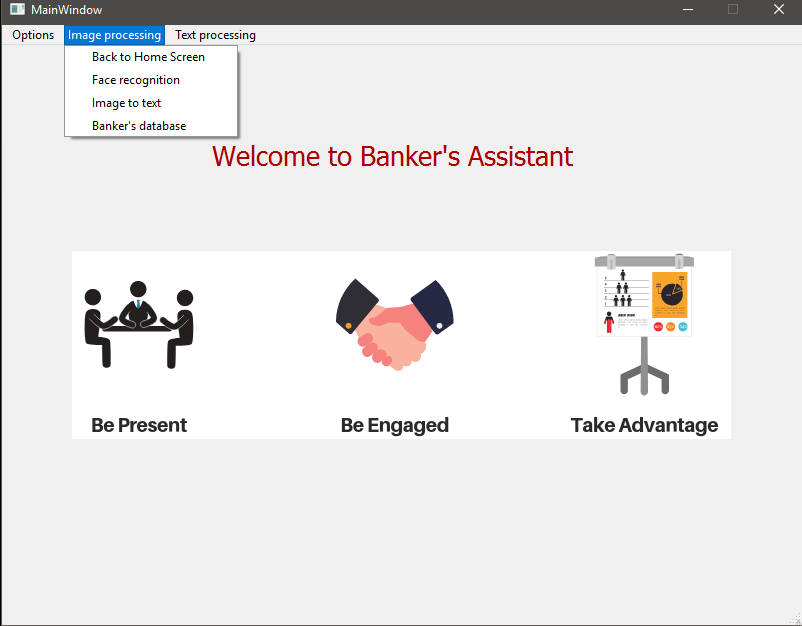 MainWindow
Options Image processing Text processing
Back to Home Screen
Face recognition
Image to text
Banker's database
Welcome to Banker's Assistant
Be Present Be Engaged Take Advantage